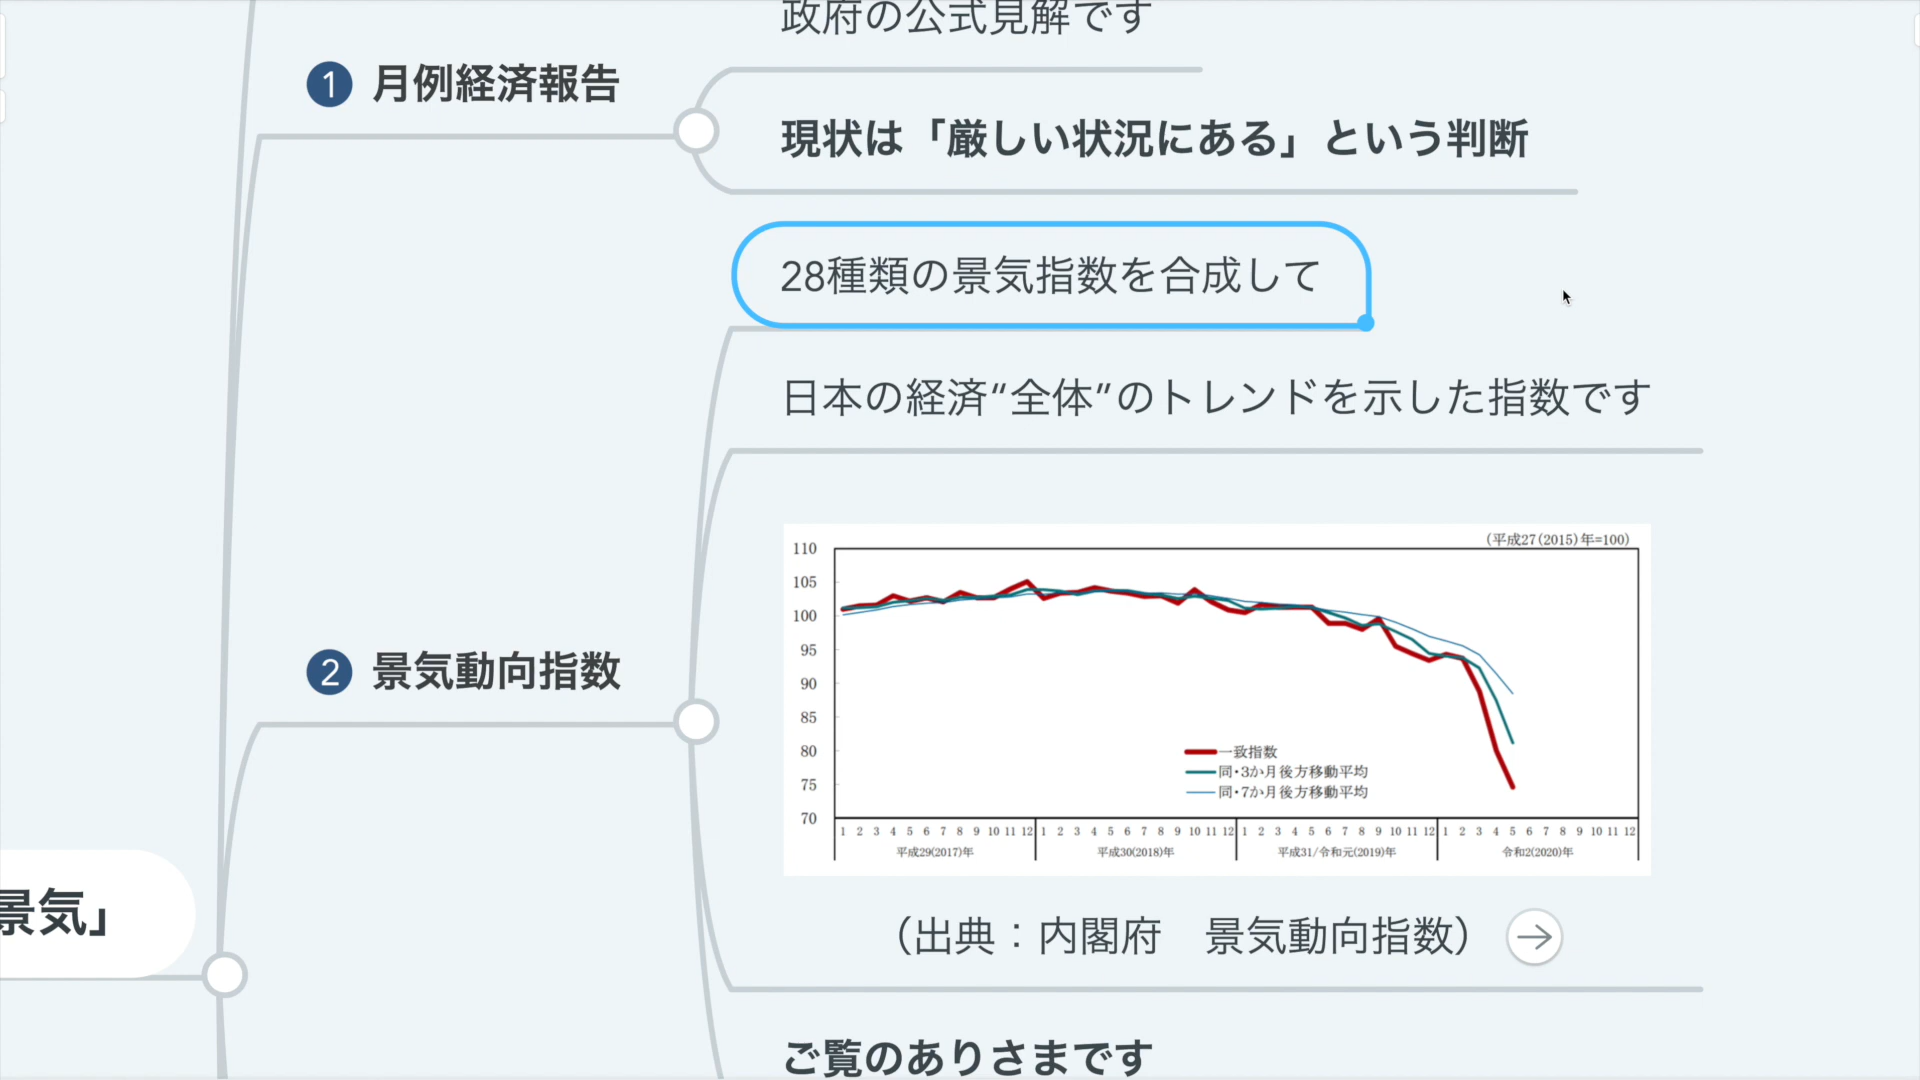 政府の公式見解です
1 月例経済報告
現状は「厳しい状況にある」という判断
28種類の景気指数を合成して
日本の経済“全体”のトレンドを示した指数です
2 景気動向指数
(平成27(2015)年=100)
110
105
100
95
90
85
80
75
70
一致指数
同・3か月後方移動平均
同・7か月後方移動平均
1 2 3 4 5 6 7 8 9 10 11 12 1 2 3 4 5 6 7 8 9 10 11 12 1 2 3 4 5 6 7 8 9 10 11 12 1 2 3 4 5 6 7 8 9 10 11 12
平成29(2017)年 平成30(2018)年 平成31/令和元(2019)年 令和2(2020)年
（出典：内閣府　景気動向指数）
景気」
ご覧のありさまです